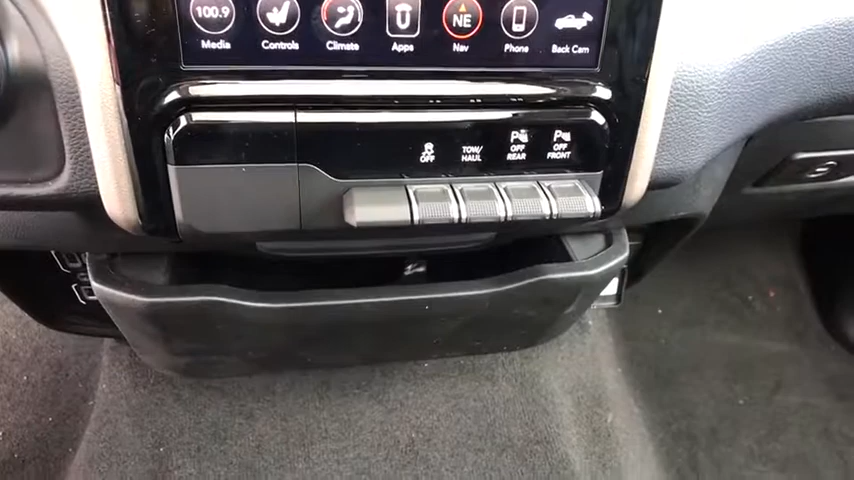 100.9 NE
Media Controls Climate Apps Nav Phone Back Cam
OFF TOW/ HAUL P OFF REAR P OFF FRONT